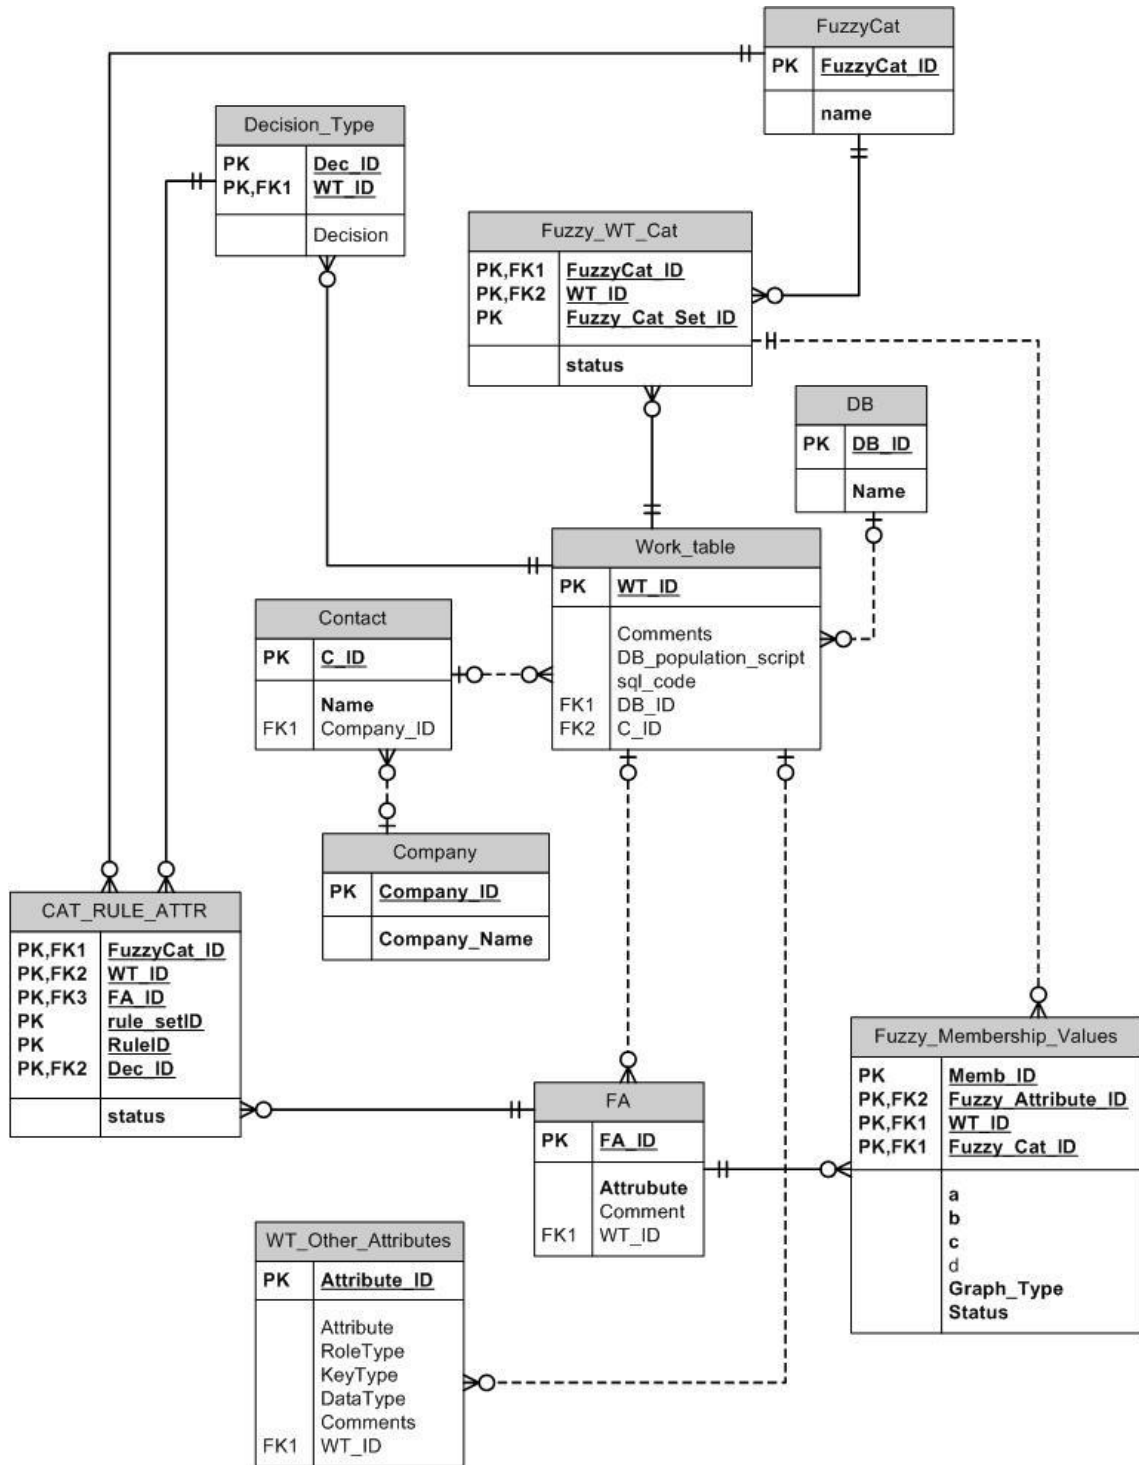 FuzzyCat
PK FuzzyCat_ID
name
Decision_Type
PK Dec_ID
PK,FK1 WT_ID
Decision
Fuzzy_WT_Cat
PK,FK1 FuzzyCat_ID
PK,FK2 WT_ID
PK Fuzzy_Cat_Set_ID
status
DB
PK DB_ID
Name
Work_table
PK WT_ID
Comments
DB_population_script
sql_code
FK1 DB_ID
FK2 C_ID
Contact
PK C_ID
Name
FK1 Company_ID
Company
PK Company_ID
Company_Name
CAT_RULE_ATTR
PK,FK1 FuzzyCat_ID
PK,FK2 WT_ID
PK,FK3 FA_ID
PK rule_setID
PK RuleID
PK,FK2 Dec_ID
status
Fuzzy_Membership_Values
PK Memb_ID
PK,FK2 Fuzzy_Attribute_ID
PK,FK1 WT_ID
PK,FK1 Fuzzy_Cat_ID
a
b
c
d
Graph_Type
Status
FA
PK FA_ID
Attrubute
Comment
FK1 WT_ID
WT_Other_Attributes
PK Attribute_ID
Attribute
RoleType
KeyType
DataType
Comments
FK1 WT_ID